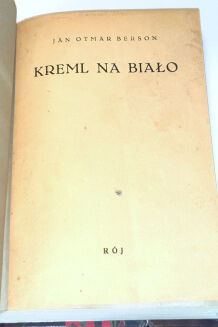 JAN OTMAR BERSON
KREML NA BIAŁO
RÓJ